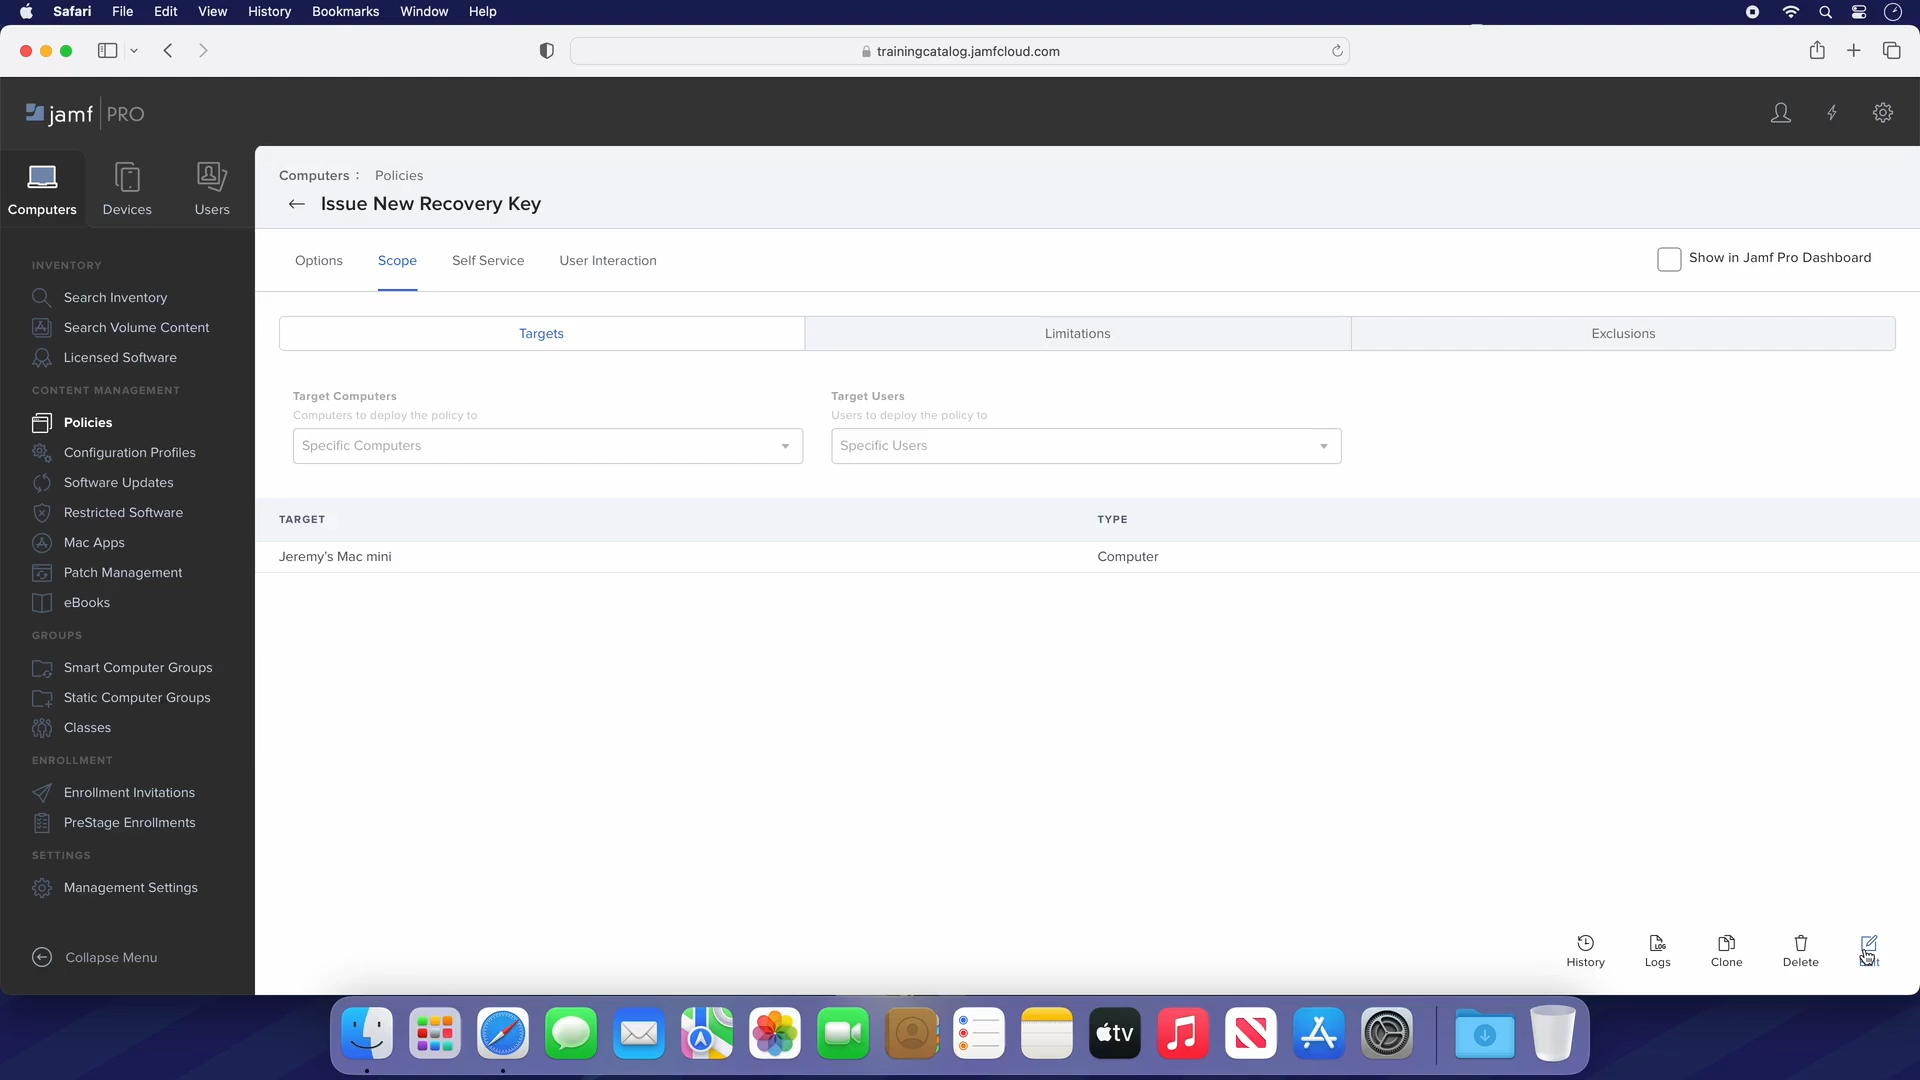 Safari File Edit View History Bookmarks Window Help
trainingcatalog.jamfcloud.com
jamf PRO
Computers Devices Users
INVENTORY
Search Inventory
Search Volume Content
Licensed Software
CONTENT MANAGEMENT
Policies
Configuration Profiles
Software Updates
Restricted Software
Mac Apps
Patch Management
eBooks
GROUPS
Smart Computer Groups
Static Computer Groups
Classes
ENROLLMENT
Enrollment Invitations
PreStage Enrollments
SETTINGS
Management Settings
Collapse Menu
Computers : Policies
← Issue New Recovery Key
Options Scope Self Service User Interaction
Show in Jamf Pro Dashboard
Targets Limitations Exclusions
Target Computers
Computers to deploy the policy to
Specific Computers
Target Users
Users to deploy the policy to
Specific Users
TARGET TYPE
Jeremy's Mac mini Computer
History Logs Clone Delete
LOG
tv